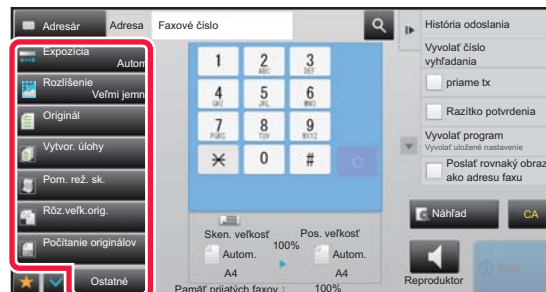 Adresár
Adresa
Faxové číslo
Expozícia
Autom
Rozlíšenie
Veľmi jemn
Originál
Vytvor. úlohy
Pom. rež. sk.
Rôz.veľk.orig.
Počítanie originálov
Ostatné
1
2
ABC
3
DEF
4
GHI
5
JKL
6
MNO
7
PQRS
8
TUV
9
WXYZ
0
#
Sken. veľkosť
Pos. veľkosť
100%
Autom.
Autom.
A4
A4
Pamäť prijatých faxov :
100%
História odoslania
Vyvolať číslo
vyhľadania
priame tx
Razítko potvrdenia
Vyvolať program
Vyvolať uložené nastavenie
Poslať rovnaký obraz
ako adresu faxu
Náhľad
CA
Reproduktor
Start